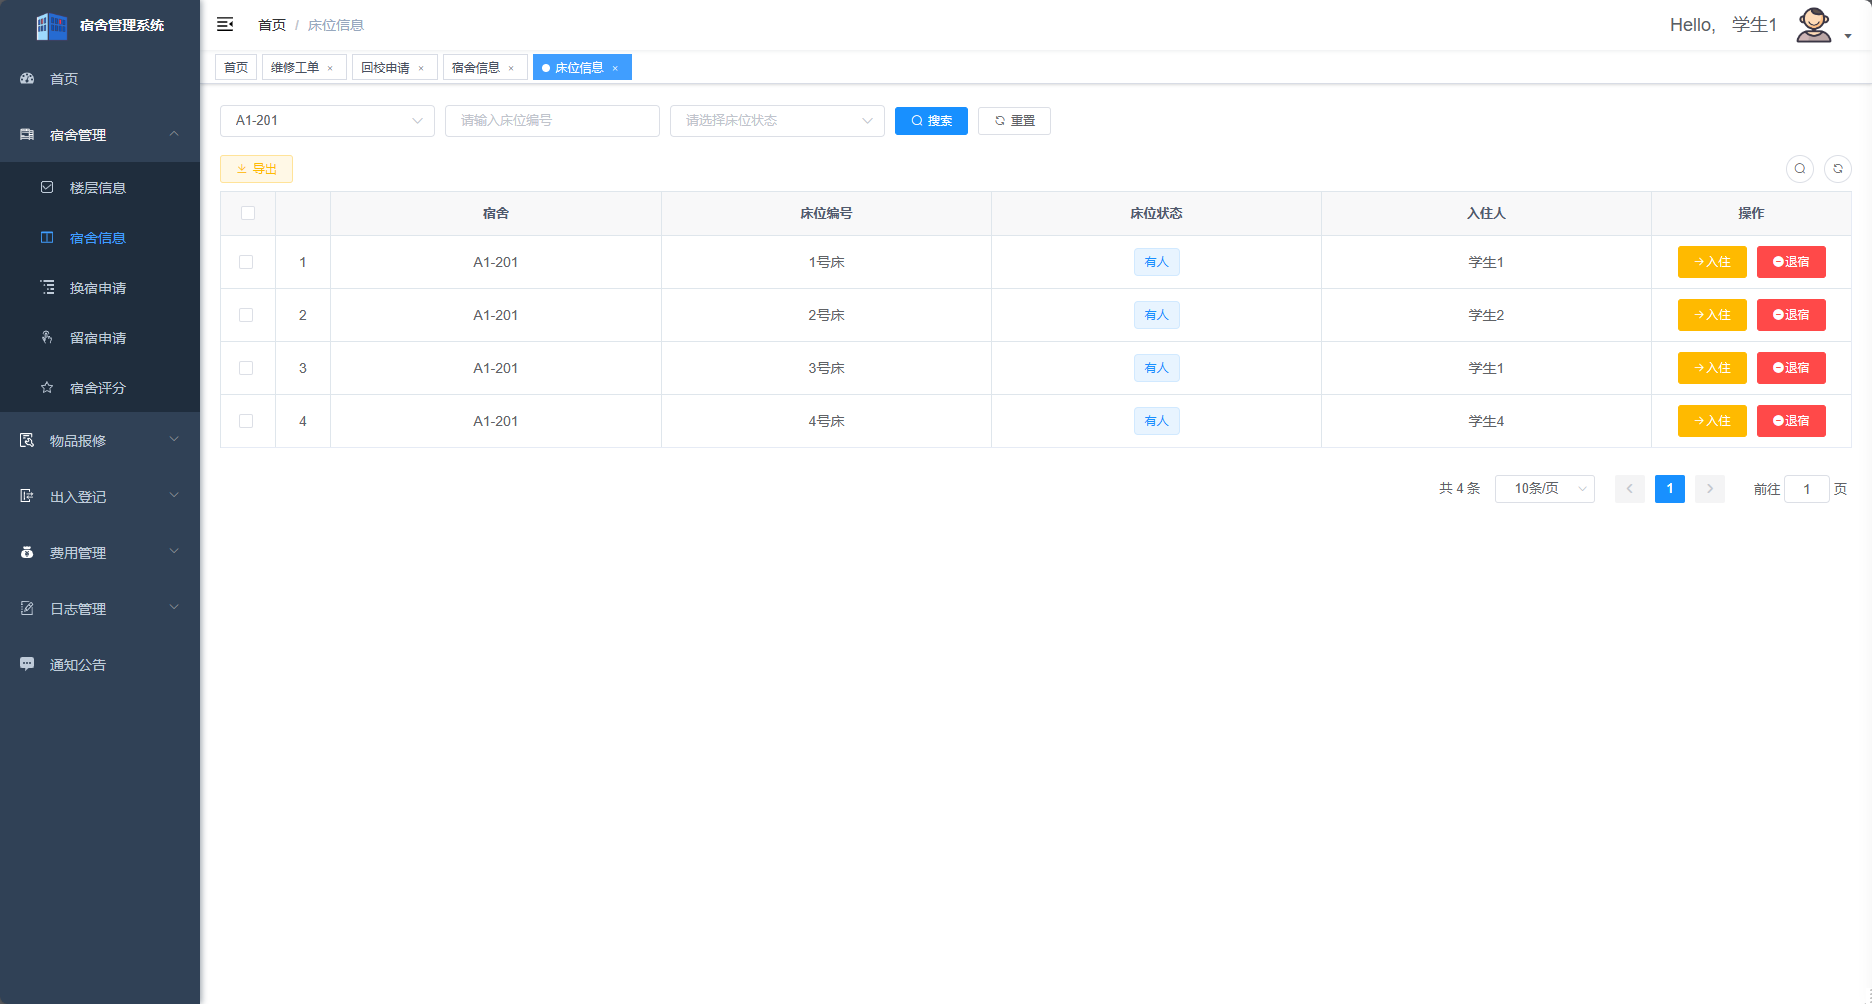 宿舍管理系统
首页
宿舍管理
楼层信息
宿舍信息
换宿申请
留宿申请
宿舍评分
物品报修
出入登记
费用管理
日志管理
通知公告
首页 / 床位信息
Hello, 学生1
首页 维修工单 × 回校申请 × 宿舍信息 × 床位信息 ×
A1-201 请输入床位编号 请选择床位状态 搜索 重置
导出
宿舍 床位编号 床位状态 入住人 操作
1 A1-201 1号床 有人 学生1 入住 退宿
2 A1-201 2号床 有人 学生2 入住 退宿
3 A1-201 3号床 有人 学生1 入住 退宿
4 A1-201 4号床 有人 学生4 入住 退宿
共 4 条 10条/页 1 前往 1 页